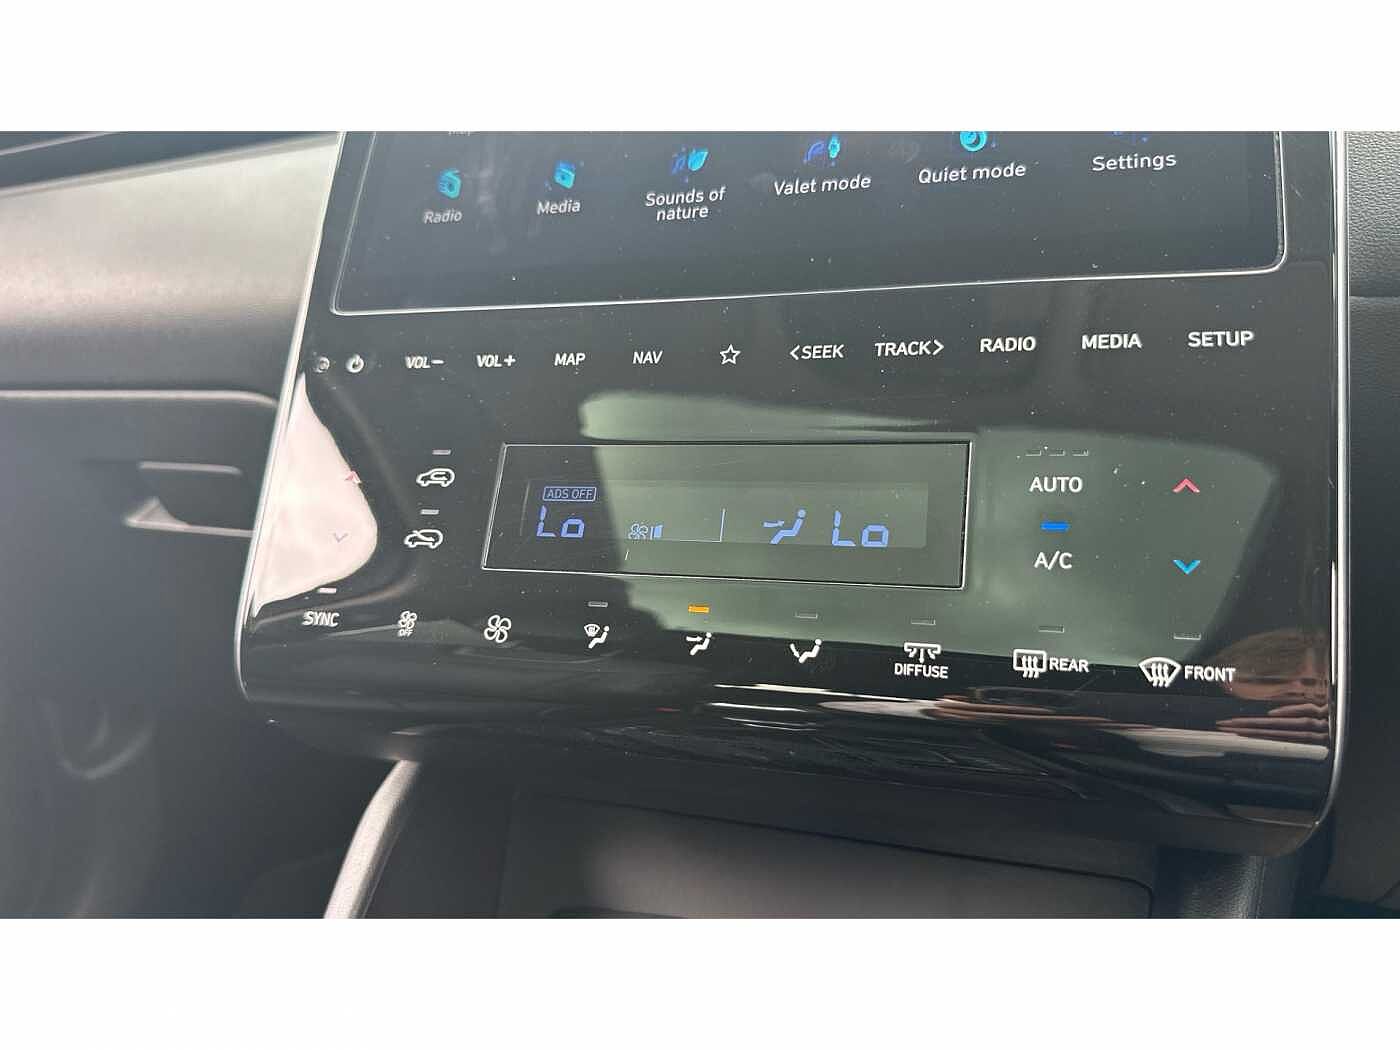 Radio
Media
Sounds of
nature
Valet mode
Quiet mode
Settings
VOL−
VOL+
MAP
NAV
<SEEK
TRACK>
RADIO
MEDIA
SETUP
ADS OFF
Lo
Lo
AUTO
A/C
SYNC
OFF
DIFFUSE
REAR
FRONT